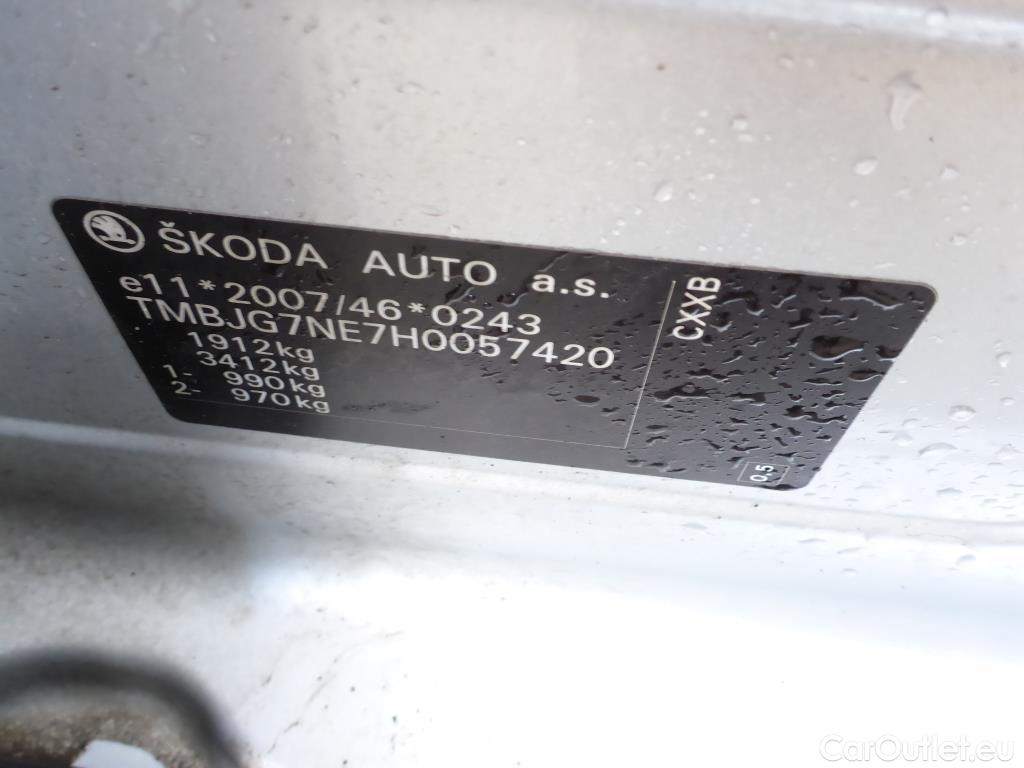 ŠKODA AUTO a.s.
e11*2007/46*0243
TMBJG7NE7H0057420
1912kg
3412kg
1- 990kg
2- 970kg
CXXB
0,5
CarOutlet.eu